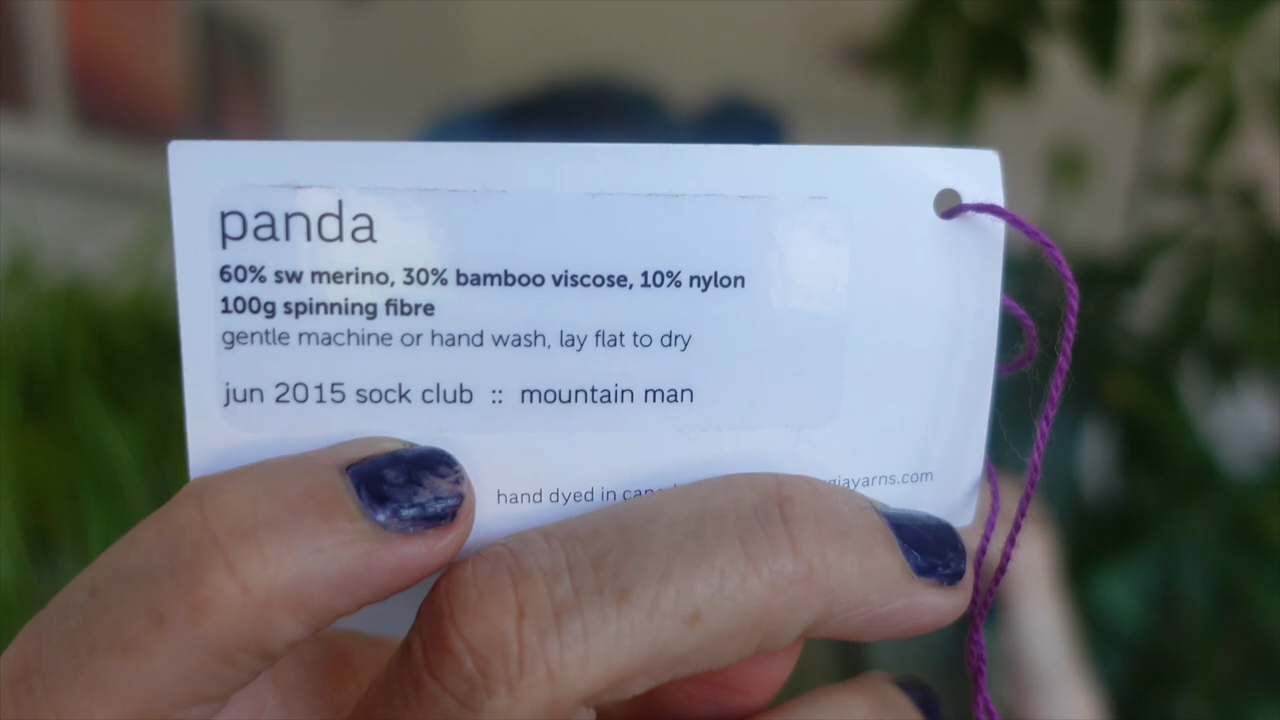 panda
60% sw merino, 30% bamboo viscose, 10% nylon
100g spinning fibre
gentle machine or hand wash, lay flat to dry
jun 2015 sock club :: mountain man
hand dyed in